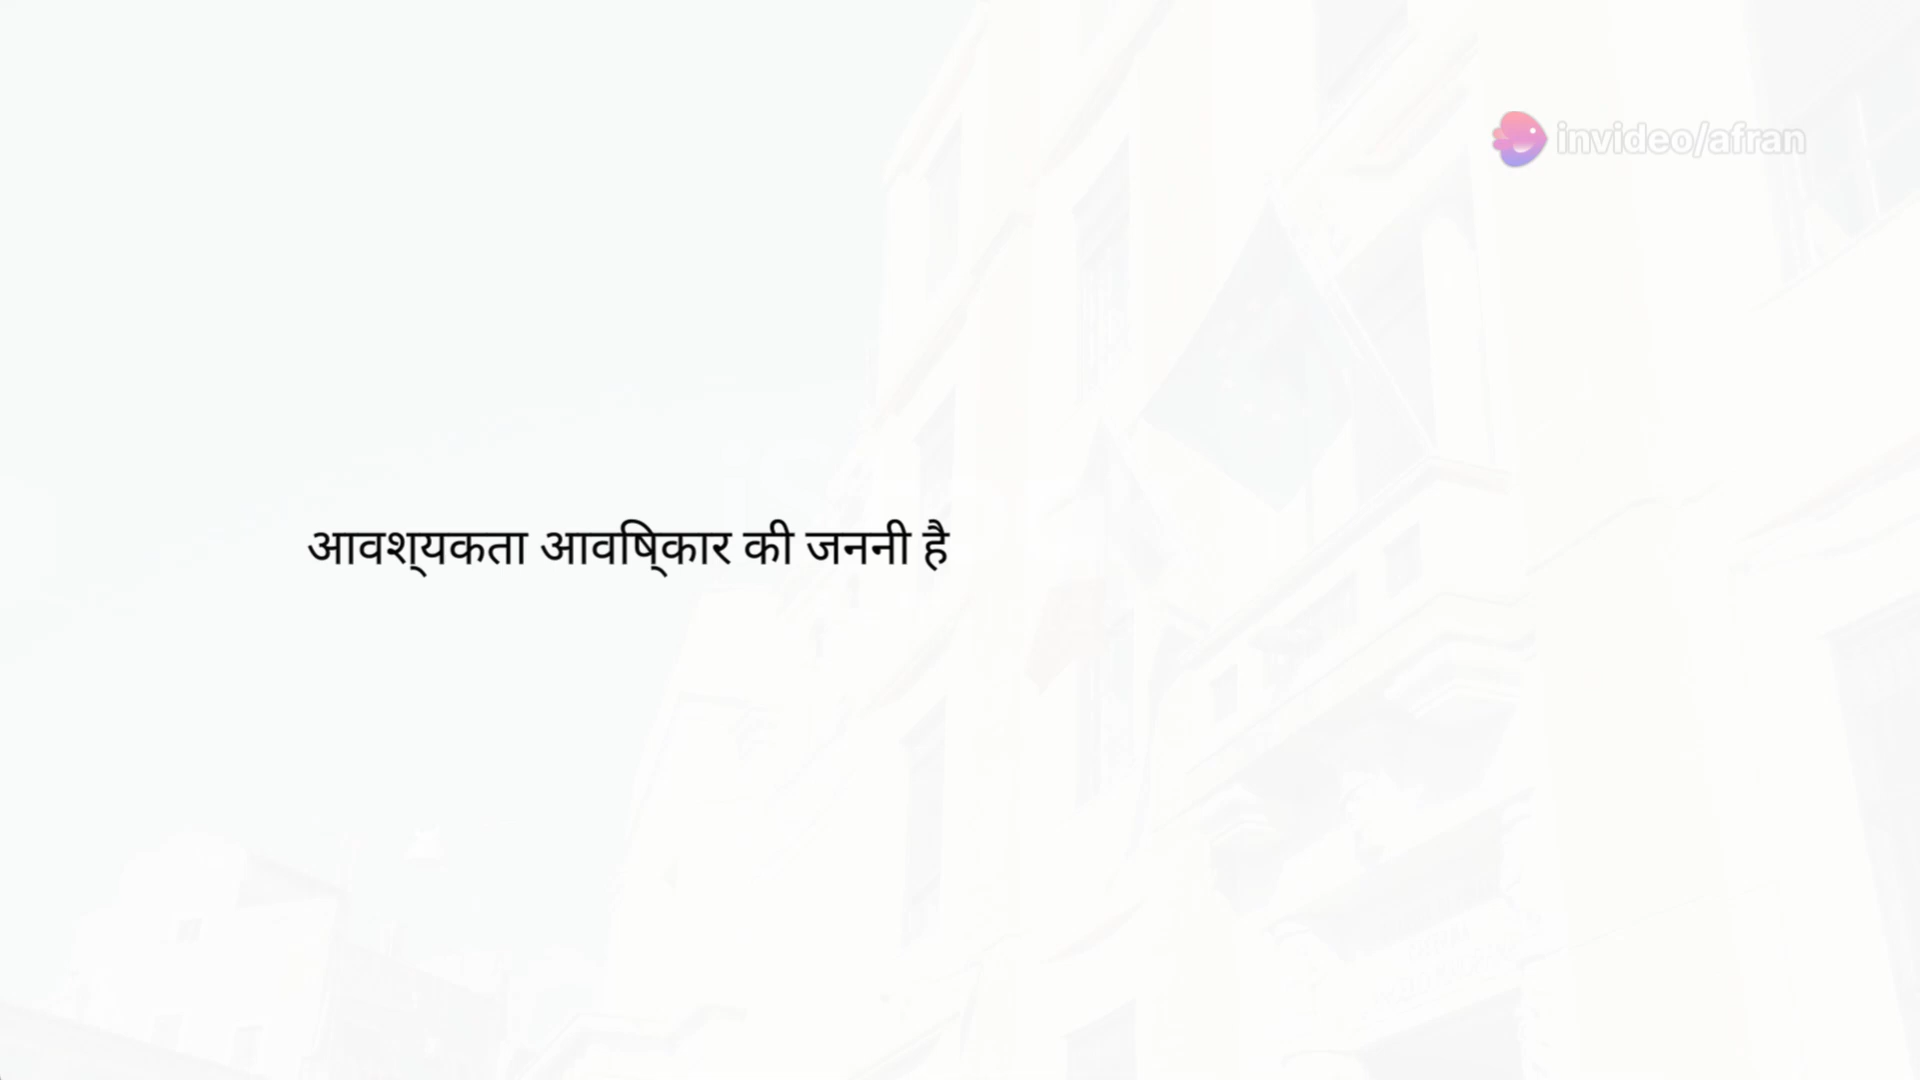 invideo/afran
आवश्यकता आविष्कार की जननी है